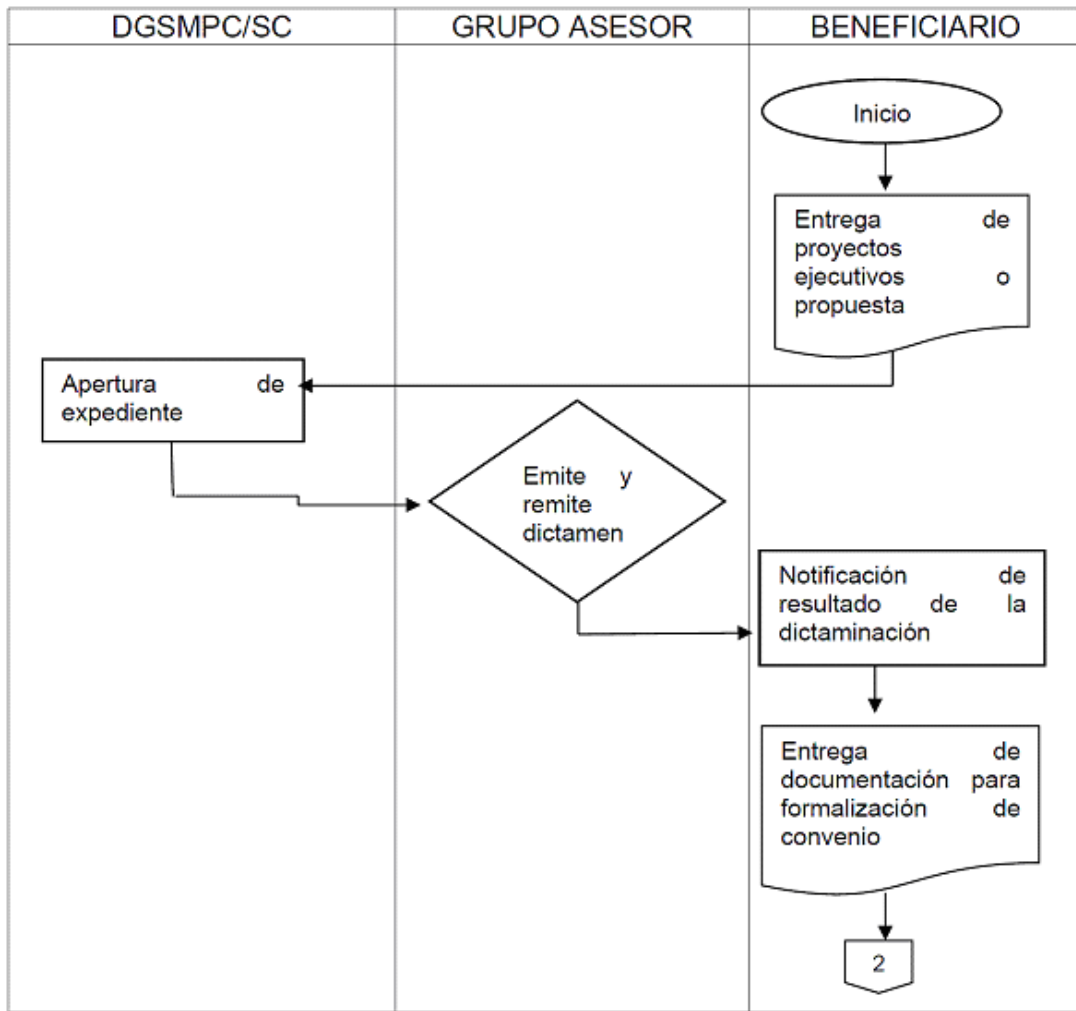 DGSMPC/SC
GRUPO ASESOR
BENEFICIARIO
Inicio
Entrega de
proyectos
ejecutivos o
propuesta
Apertura de
expediente
Emite y
remite
dictamen
Notificación de
resultado de la
dictaminación
Entrega de
documentación para
formalización de
convenio
2